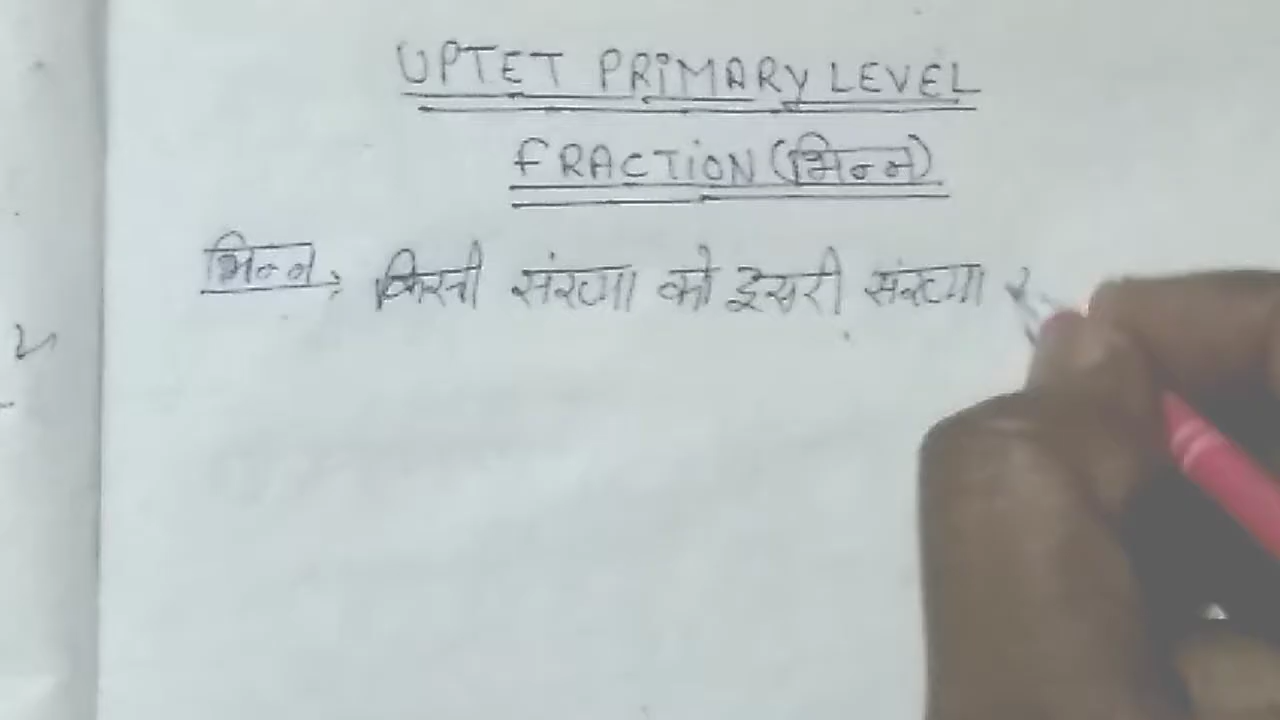 UPTET PRIMARY LEVEL
FRACTION (भिन्न)
भिन्न: किसी संख्या को दूसरी संख्या